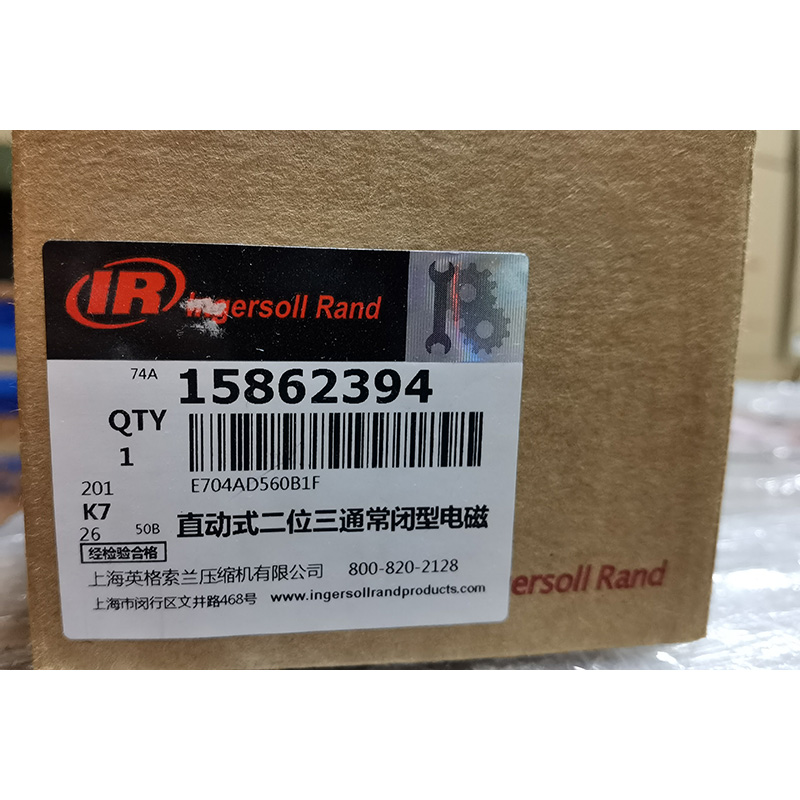 IR Ingersoll Rand
74A 15862394
QTY
1
E704AD560B1F
201
K7
26 50B 直动式二位三通常闭型电磁
经检验合格
上海英格索兰压缩机有限公司 800-820-2128
上海市闵行区文井路468号 www.ingersollrandproducts.com
ersoll Rand